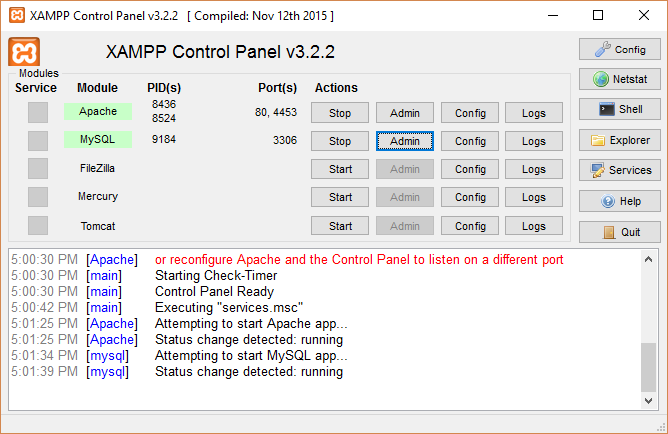 XAMPP Control Panel v3.2.2 [ Compiled: Nov 12th 2015 ]
XAMPP Control Panel v3.2.2
Config
Modules
Service Module PID(s) Port(s) Actions
Netstat
Apache 8436 8524 80, 4453 Stop Admin Config Logs
Shell
MySQL 9184 3306 Stop Admin Config Logs
Explorer
FileZilla Start Admin Config Logs
Services
Mercury Start Admin Config Logs
Help
Tomcat Start Admin Config Logs
Quit
5:00:30 PM [Apache] or reconfigure Apache and the Control Panel to listen on a different port
5:00:30 PM [main] Starting Check-Timer
5:00:30 PM [main] Control Panel Ready
5:00:42 PM [main] Executing "services.msc"
5:01:25 PM [Apache] Attempting to start Apache app...
5:01:25 PM [Apache] Status change detected: running
5:01:34 PM [mysql] Attempting to start MySQL app...
5:01:39 PM [mysql] Status change detected: running